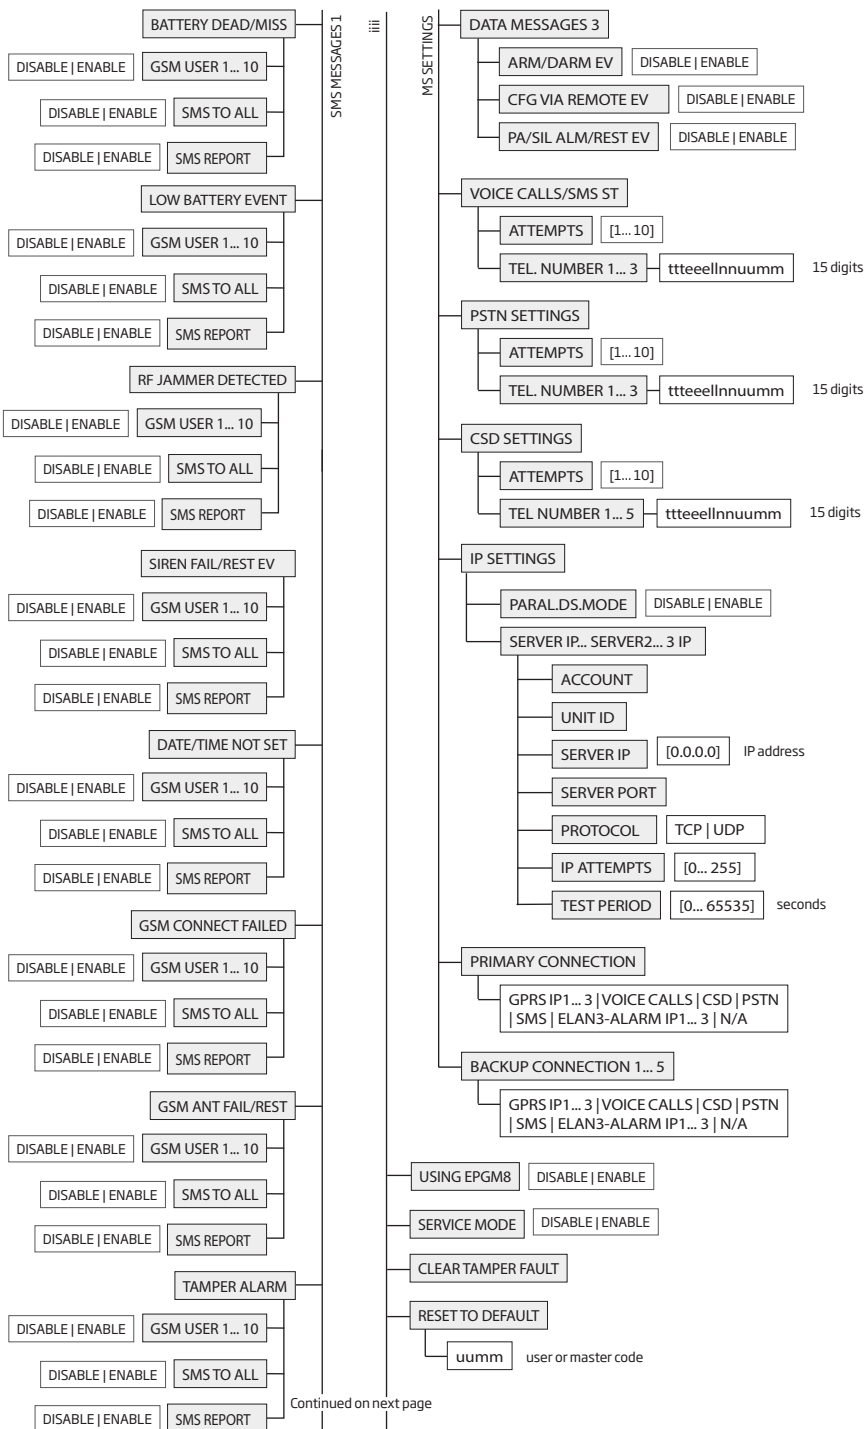 BATTERY DEAD/MISS
DISABLE | ENABLE GSM USER 1... 10
DISABLE | ENABLE SMS TO ALL
DISABLE | ENABLE SMS REPORT
LOW BATTERY EVENT
DISABLE | ENABLE GSM USER 1... 10
DISABLE | ENABLE SMS TO ALL
DISABLE | ENABLE SMS REPORT
RF JAMMER DETECTED
DISABLE | ENABLE GSM USER 1... 10
DISABLE | ENABLE SMS TO ALL
DISABLE | ENABLE SMS REPORT
SIREN FAIL/REST EV
DISABLE | ENABLE GSM USER 1... 10
DISABLE | ENABLE SMS TO ALL
DISABLE | ENABLE SMS REPORT
DATE/TIME NOT SET
DISABLE | ENABLE GSM USER 1... 10
DISABLE | ENABLE SMS TO ALL
DISABLE | ENABLE SMS REPORT
GSM CONNECT FAILED
DISABLE | ENABLE GSM USER 1... 10
DISABLE | ENABLE SMS TO ALL
DISABLE | ENABLE SMS REPORT
GSM ANT FAIL/REST
DISABLE | ENABLE GSM USER 1... 10
DISABLE | ENABLE SMS TO ALL
DISABLE | ENABLE SMS REPORT
TAMPER ALARM
DISABLE | ENABLE GSM USER 1... 10
DISABLE | ENABLE SMS TO ALL
DISABLE | ENABLE SMS REPORT
SMS MESSAGES 1
iiii
MS SETTINGS
DATA MESSAGES 3
ARM/DARM EV DISABLE | ENABLE
CFG VIA REMOTE EV DISABLE | ENABLE
PA/SIL ALM/REST EV DISABLE | ENABLE
VOICE CALLS/SMS ST
ATTEMPTS [1... 10]
TEL. NUMBER 1... 3 ttteeellnnuumm 15 digits
PSTN SETTINGS
ATTEMPTS [1... 10]
TEL. NUMBER 1... 3 ttteeellnnuumm 15 digits
CSD SETTINGS
ATTEMPTS [1... 10]
TEL NUMBER 1... 5 ttteeellnnuumm 15 digits
IP SETTINGS
PARAL.DS.MODE DISABLE | ENABLE
SERVER IP... SERVER2... 3 IP
ACCOUNT
UNIT ID
SERVER IP [0.0.0.0] IP address
SERVER PORT
PROTOCOL TCP | UDP
IP ATTEMPTS [0... 255]
TEST PERIOD [0... 65535] seconds
PRIMARY CONNECTION
GPRS IP1... 3 | VOICE CALLS | CSD | PSTN
| SMS | ELAN3-ALARM IP1... 3 | N/A
BACKUP CONNECTION 1... 5
GPRS IP1... 3 | VOICE CALLS | CSD | PSTN
| SMS | ELAN3-ALARM IP1... 3 | N/A
USING EPGM8 DISABLE | ENABLE
SERVICE MODE DISABLE | ENABLE
CLEAR TAMPER FAULT
RESET TO DEFAULT
uumm user or master code
Continued on next page